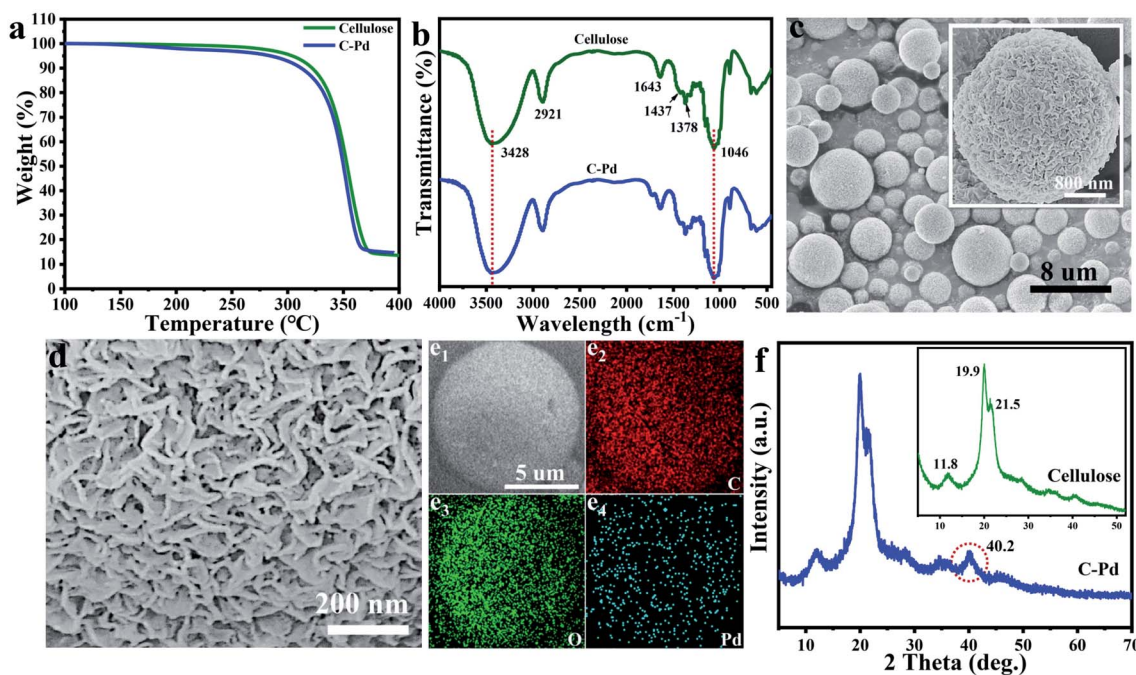 a
110
100
90
80
70
60
50
40
30
20
10
0
Weight (%)
Cellulose
C-Pd
100 150 200 250 300 350 400
Temperature (℃)
b
Transmittance (%)
Cellulose
1643
2921
1437
1378
3428
1046
C-Pd
4000 3500 3000 2500 2000 1500 1000 500
Wavelength (cm⁻¹)
c
800 nm
8 um
d
200 nm
e1
5 um
e2
C
e3
O
e4
Pd
f
Intensity (a.u.)
19.9
21.5
11.8
Cellulose
10 20 30 40 50
40.2
C-Pd
10 20 30 40 50 60 70
2 Theta (deg.)